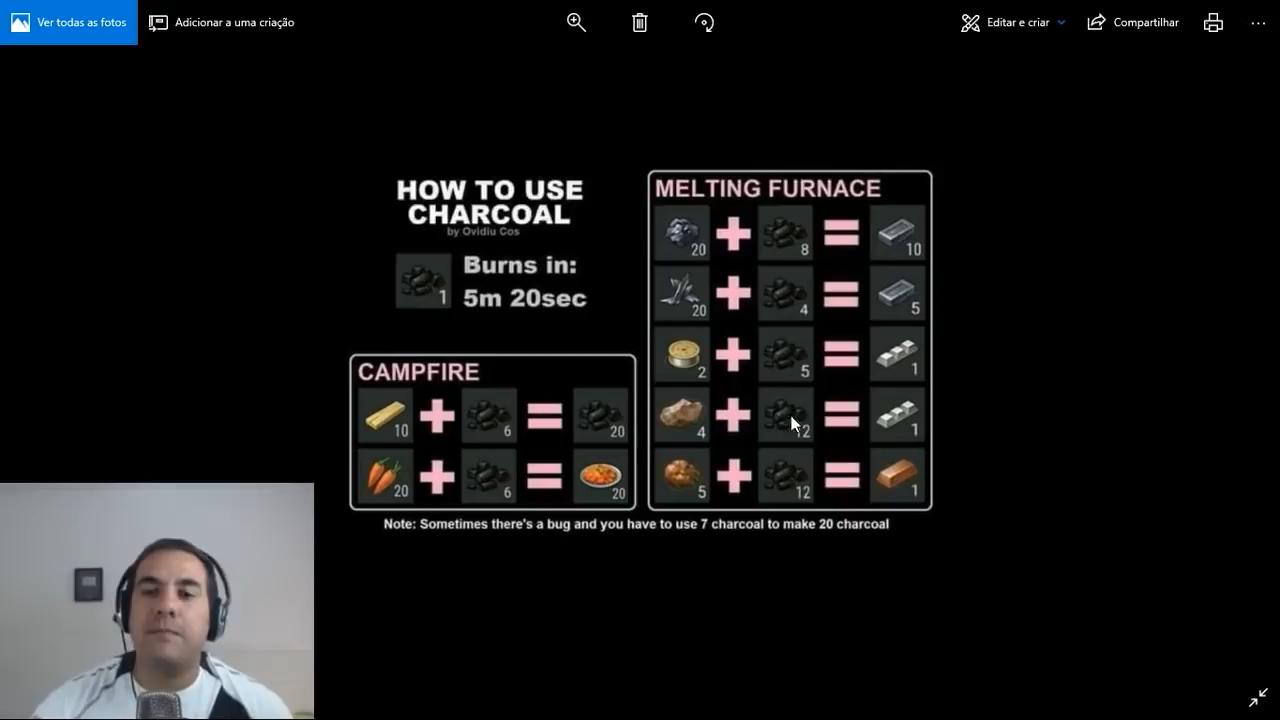 Ver todas as fotos
Adicionar a uma criação
Editar e criar
Compartilhar
HOW TO USE
CHARCOAL
by Ovidiu Cos
1
Burns in:
5m 20sec
CAMPFIRE
10 + 6 = 20
20 + 6 = 20
MELTING FURNACE
20 + 8 = 10
20 + 4 = 5
2 + 5 = 1
4 + 12 = 1
5 + 12 = 1
Note: Sometimes there's a bug and you have to use 7 charcoal to make 20 charcoal